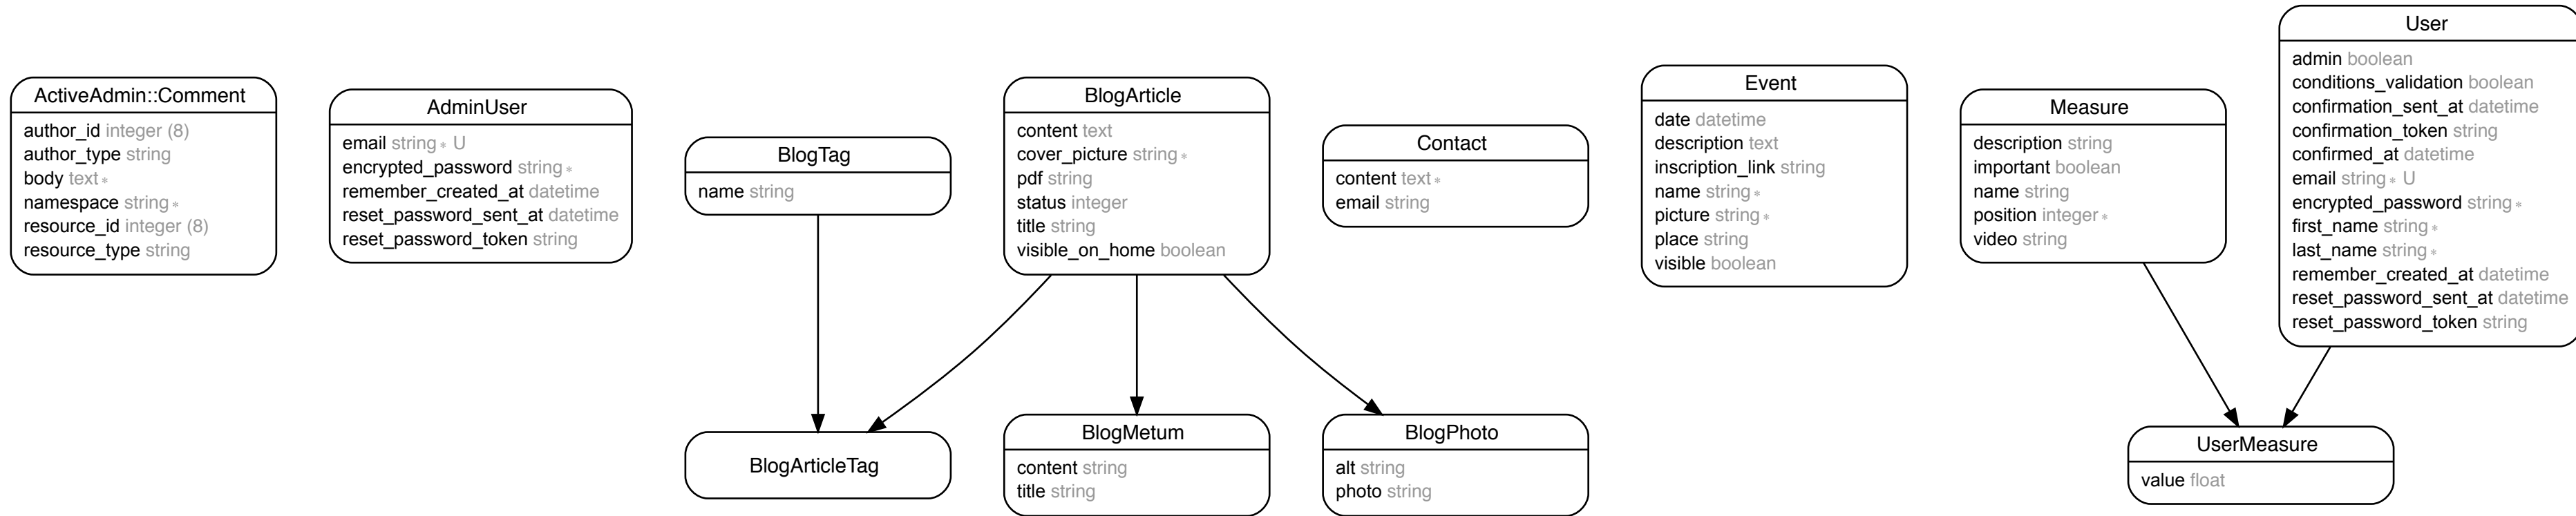 ActiveAdmin::Comment
author_id integer (8)
author_type string
body text *
namespace string *
resource_id integer (8)
resource_type string
AdminUser
email string * U
encrypted_password string *
remember_created_at datetime
reset_password_sent_at datetime
reset_password_token string
BlogTag
name string
BlogArticle
content text
cover_picture string *
pdf string
status integer
title string
visible_on_home boolean
Contact
content text *
email string
Event
date datetime
description text
inscription_link string
name string *
picture string *
place string
visible boolean
Measure
description string
important boolean
name string
position integer *
video string
User
admin boolean
conditions_validation boolean
confirmation_sent_at datetime
confirmation_token string
confirmed_at datetime
email string * U
encrypted_password string *
first_name string *
last_name string *
remember_created_at datetime
reset_password_sent_at datetime
reset_password_token string
BlogArticleTag
BlogMetum
content string
title string
BlogPhoto
alt string
photo string
UserMeasure
value float